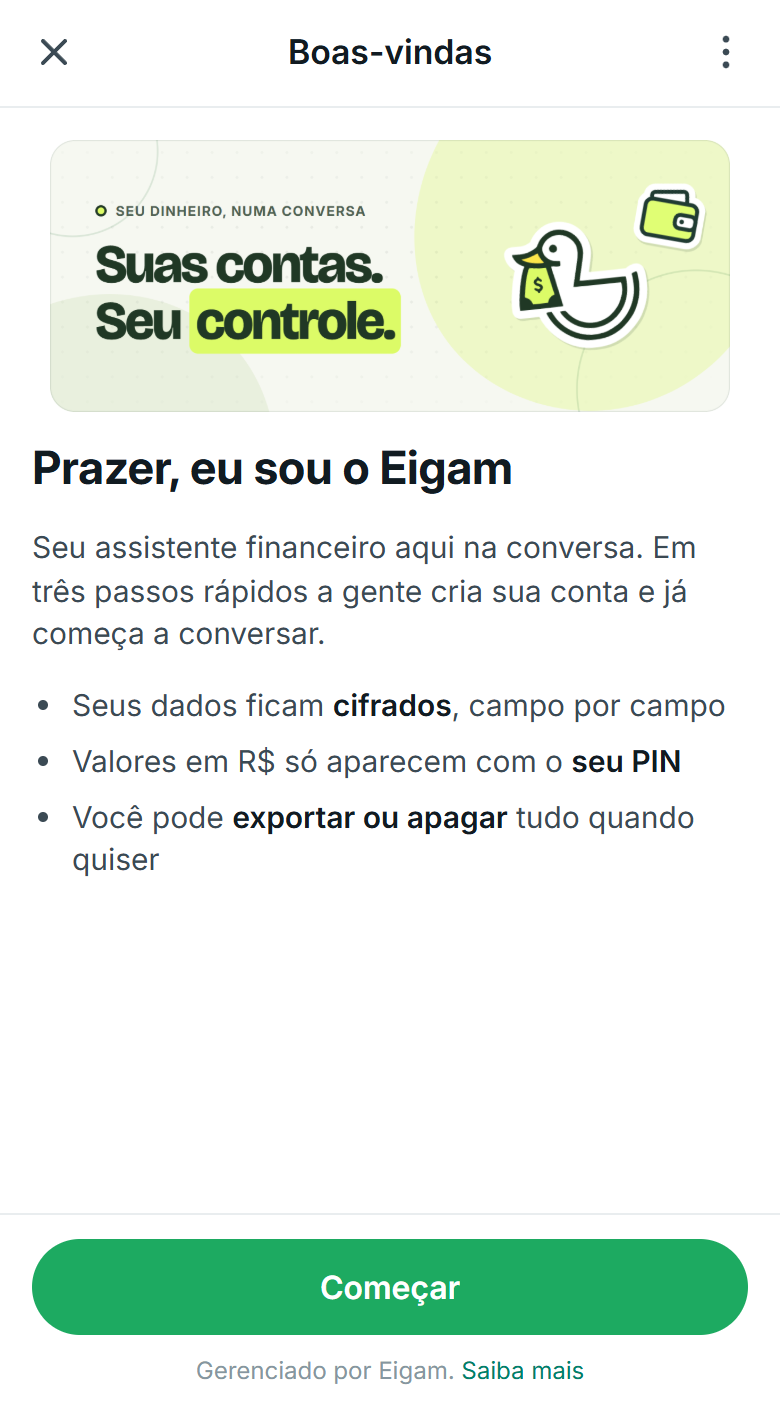 Boas-vindas
SEU DINHEIRO, NUMA CONVERSA
Suas contas.
Seu controle.
$
Prazer, eu sou o Eigam
Seu assistente financeiro aqui na conversa. Em
três passos rápidos a gente cria sua conta e já
começa a conversar.
• Seus dados ficam cifrados, campo por campo
• Valores em R$ só aparecem com o seu PIN
• Você pode exportar ou apagar tudo quando
quiser
Começar
Gerenciado por Eigam. Saiba mais